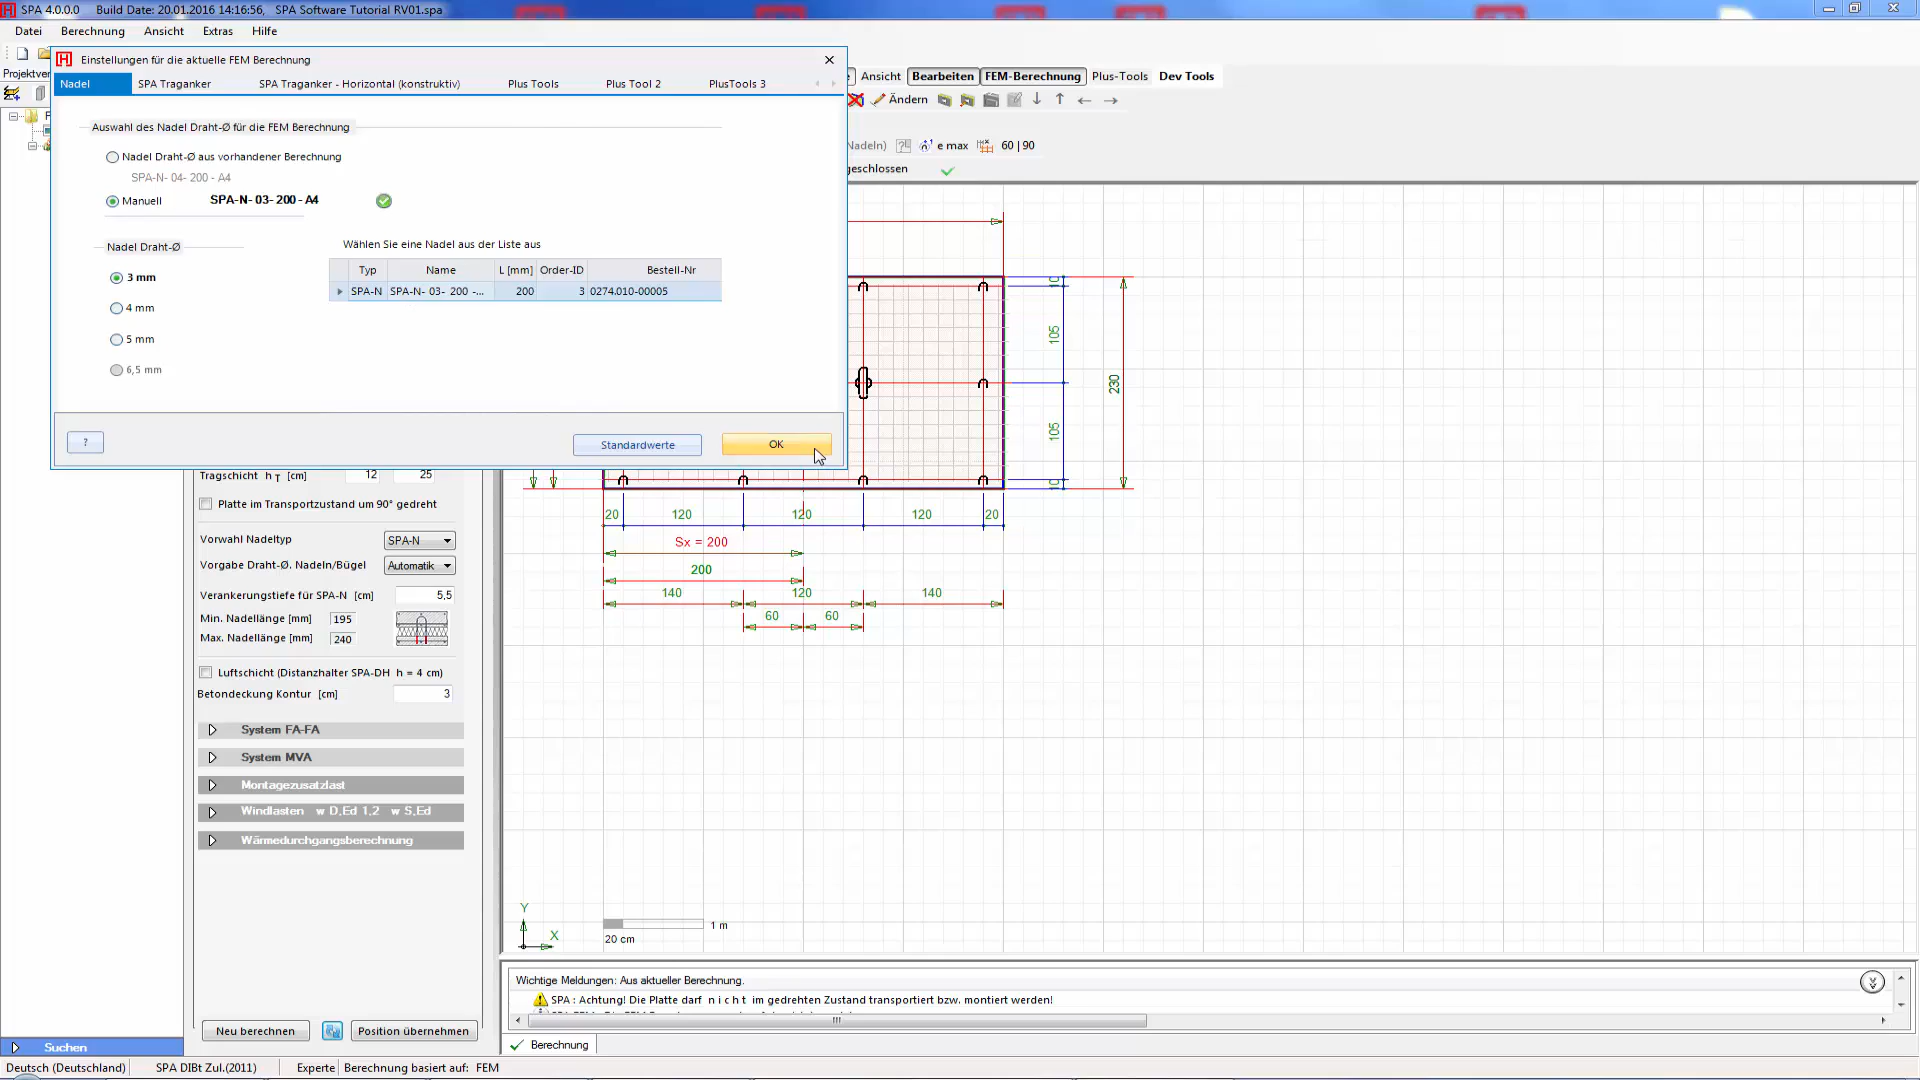 SPA 4.0.0.0 Build Date: 20.01.2016 14:16:56, SPA Software Tutorial RV01.spa
Datei Berechnung Ansicht Extras Hilfe
Einstellungen für die aktuelle FEM Berechnung
Nadel SPA Traganker SPA Traganker - Horizontal (konstruktiv) Plus Tools Plus Tool 2 PlusTools 3
Ansicht Bearbeiten FEM-Berechnung Plus-Tools Dev Tools
Ändern
Auswahl des Nadel Draht-Ø für die FEM Berechnung
Nadel Draht-Ø aus vorhandener Berechnung
SPA-N- 04- 200 - A4
Manuell SPA-N- 03- 200 - A4
e max 60 | 90
Nadel Draht-Ø
3 mm
4 mm
5 mm
6,5 mm
Wählen Sie eine Nadel aus der Liste aus
Typ Name L [mm] Order-ID Bestell-Nr
SPA-N SPA-N- 03- 200 -... 200 3 0274.010-00005
? Standardwerte OK
Tragschicht h T [cm] 12 25
Platte im Transportzustand um 90° gedreht
Vorwahl Nadeltyp SPA-N
Vorgabe Draht-Ø. Nadeln/Bügel Automatik
Verankerungstiefe für SPA-N [cm] 5,5
Min. Nadellänge [mm] 195
Max. Nadellänge [mm] 240
Luftschicht (Distanzhalter SPA-DH h = 4 cm)
Betondeckung Kontur [cm] 3
System FA-FA
System MVA
Montagezusatzlast
Windlasten w D,Ed 1,2 w S,Ed
Wärmedurchgangsberechnung
Neu berechnen Position übernehmen
10
105
230
105
10
20 120 120 120 20
Sx = 200
200
140 120 140
60 60
Y
X
1 m
20 cm
Wichtige Meldungen: Aus aktueller Berechnung.
SPA : Achtung! Die Platte darf n i c h t im gedrehten Zustand transportiert bzw. montiert werden!
Berechnung
Suchen
Deutsch (Deutschland) SPA DIBt Zul.(2011) Experte Berechnung basiert auf: FEM